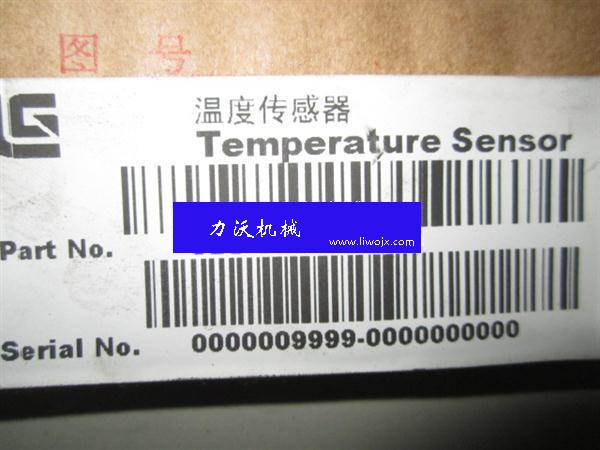 图号
温度传感器
Temperature Sensor
力沃机械
www.liwojx.com
Part No.
Serial No.
0000009999-0000000000